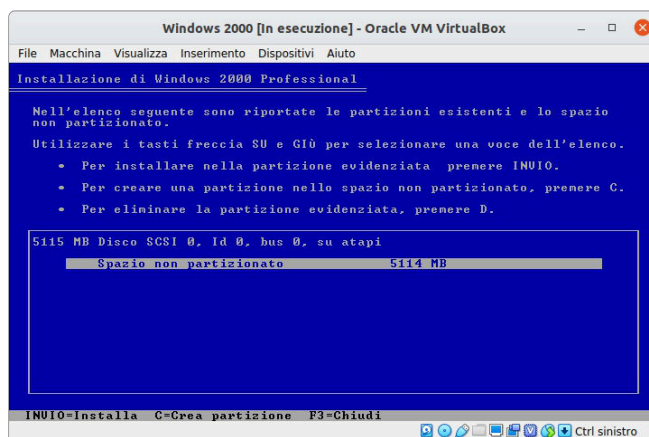 Windows 2000 [In esecuzione] - Oracle VM VirtualBox
File Macchina Visualizza Inserimento Dispositivi Aiuto
Installazione di Windows 2000 Professional
Nell'elenco seguente sono riportate le partizioni esistenti e lo spazio
non partizionato.
Utilizzare i tasti freccia SU e GIÙ per selezionare una voce dell'elenco.
• Per installare nella partizione evidenziata premere INVIO.
• Per creare una partizione nello spazio non partizionato, premere C.
• Per eliminare la partizione evidenziata, premere D.
5115 MB Disco SCSI 0, Id 0, bus 0, su atapi
Spazio non partizionato 5114 MB
INVIO=Installa C=Crea partizione F3=Chiudi
Ctrl sinistro